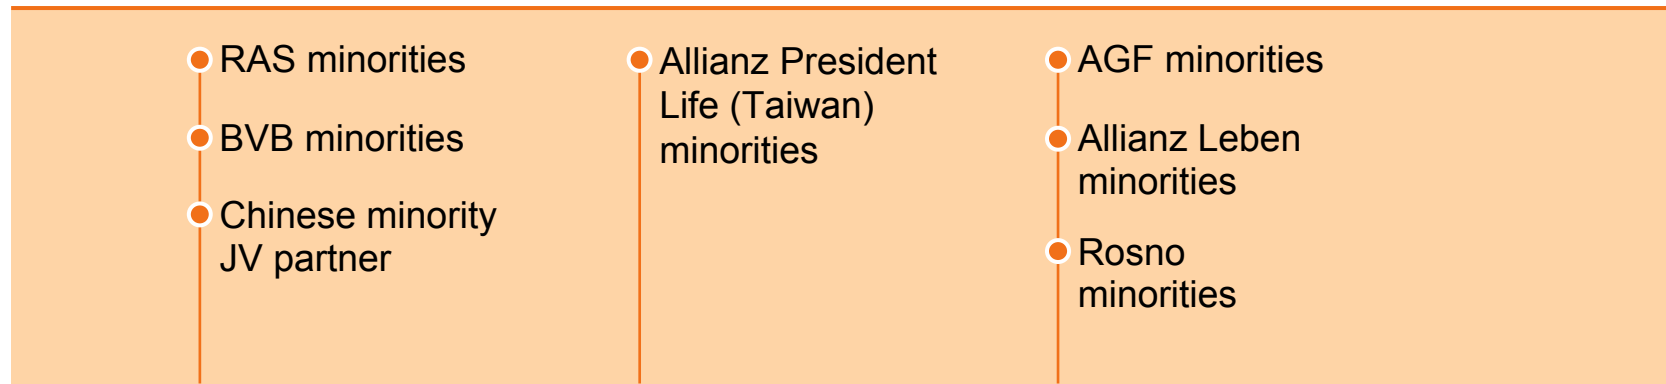 RAS minorities
BVB minorities
Chinese minority
JV partner
Allianz President
Life (Taiwan)
minorities
AGF minorities
Allianz Leben
minorities
Rosno
minorities